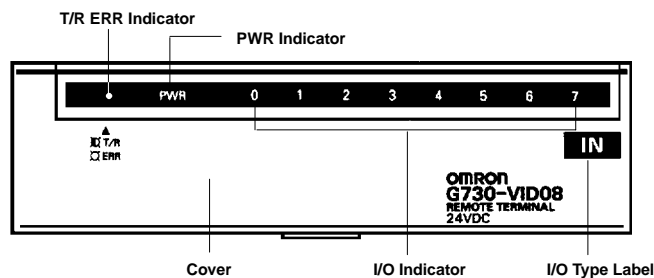 T/R ERR Indicator
PWR Indicator
PWR 0 1 2 3 4 5 6 7
T/R
ERR
IN
OMRON
G730-VID08
REMOTE TERMINAL
24VDC
Cover
I/O Indicator
I/O Type Label